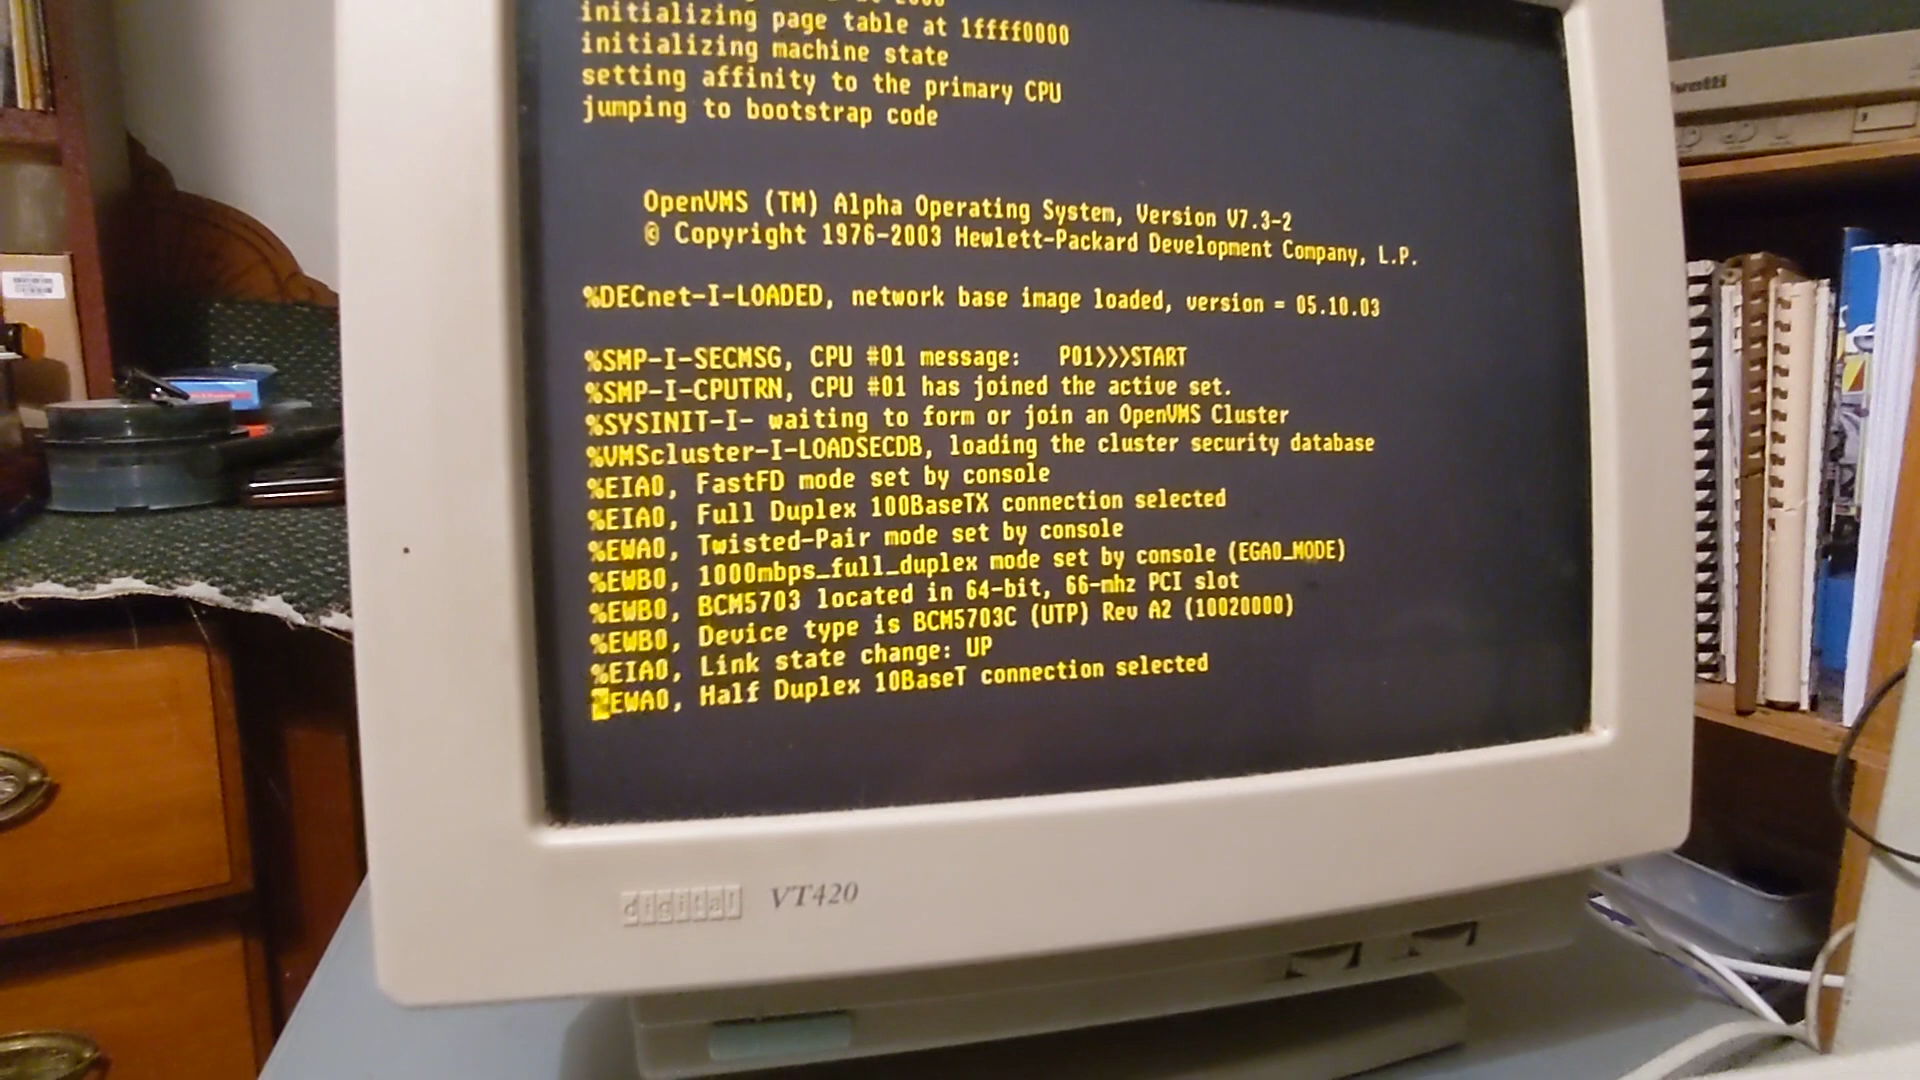 initializing page table at 1ffff0000
initializing machine state
setting affinity to the primary CPU
jumping to bootstrap code
OpenVMS (TM) Alpha Operating System, Version V7.3-2
© Copyright 1976-2003 Hewlett-Packard Development Company, L.P.
%DECnet-I-LOADED, network base image loaded, version = 05.10.03
%SMP-I-SECMSG, CPU #01 message:   P01>>>START
%SMP-I-CPUTRN, CPU #01 has joined the active set.
%SYSINIT-I- waiting to form or join an OpenVMS Cluster
%VMScluster-I-LOADSECDB, loading the cluster security database
%EIA0, FastFD mode set by console
%EIA0, Full Duplex 100BaseTX connection selected
%EWA0, Twisted-Pair mode set by console
%EWB0, 1000mbps_full_duplex mode set by console (EGA0_MODE)
%EWB0, BCM5703 located in 64-bit, 66-mhz PCI slot
%EWB0, Device type is BCM5703C (UTP) Rev A2 (10020000)
%EIA0, Link state change: UP
%EWA0, Half Duplex 10BaseT connection selected
digital VT420